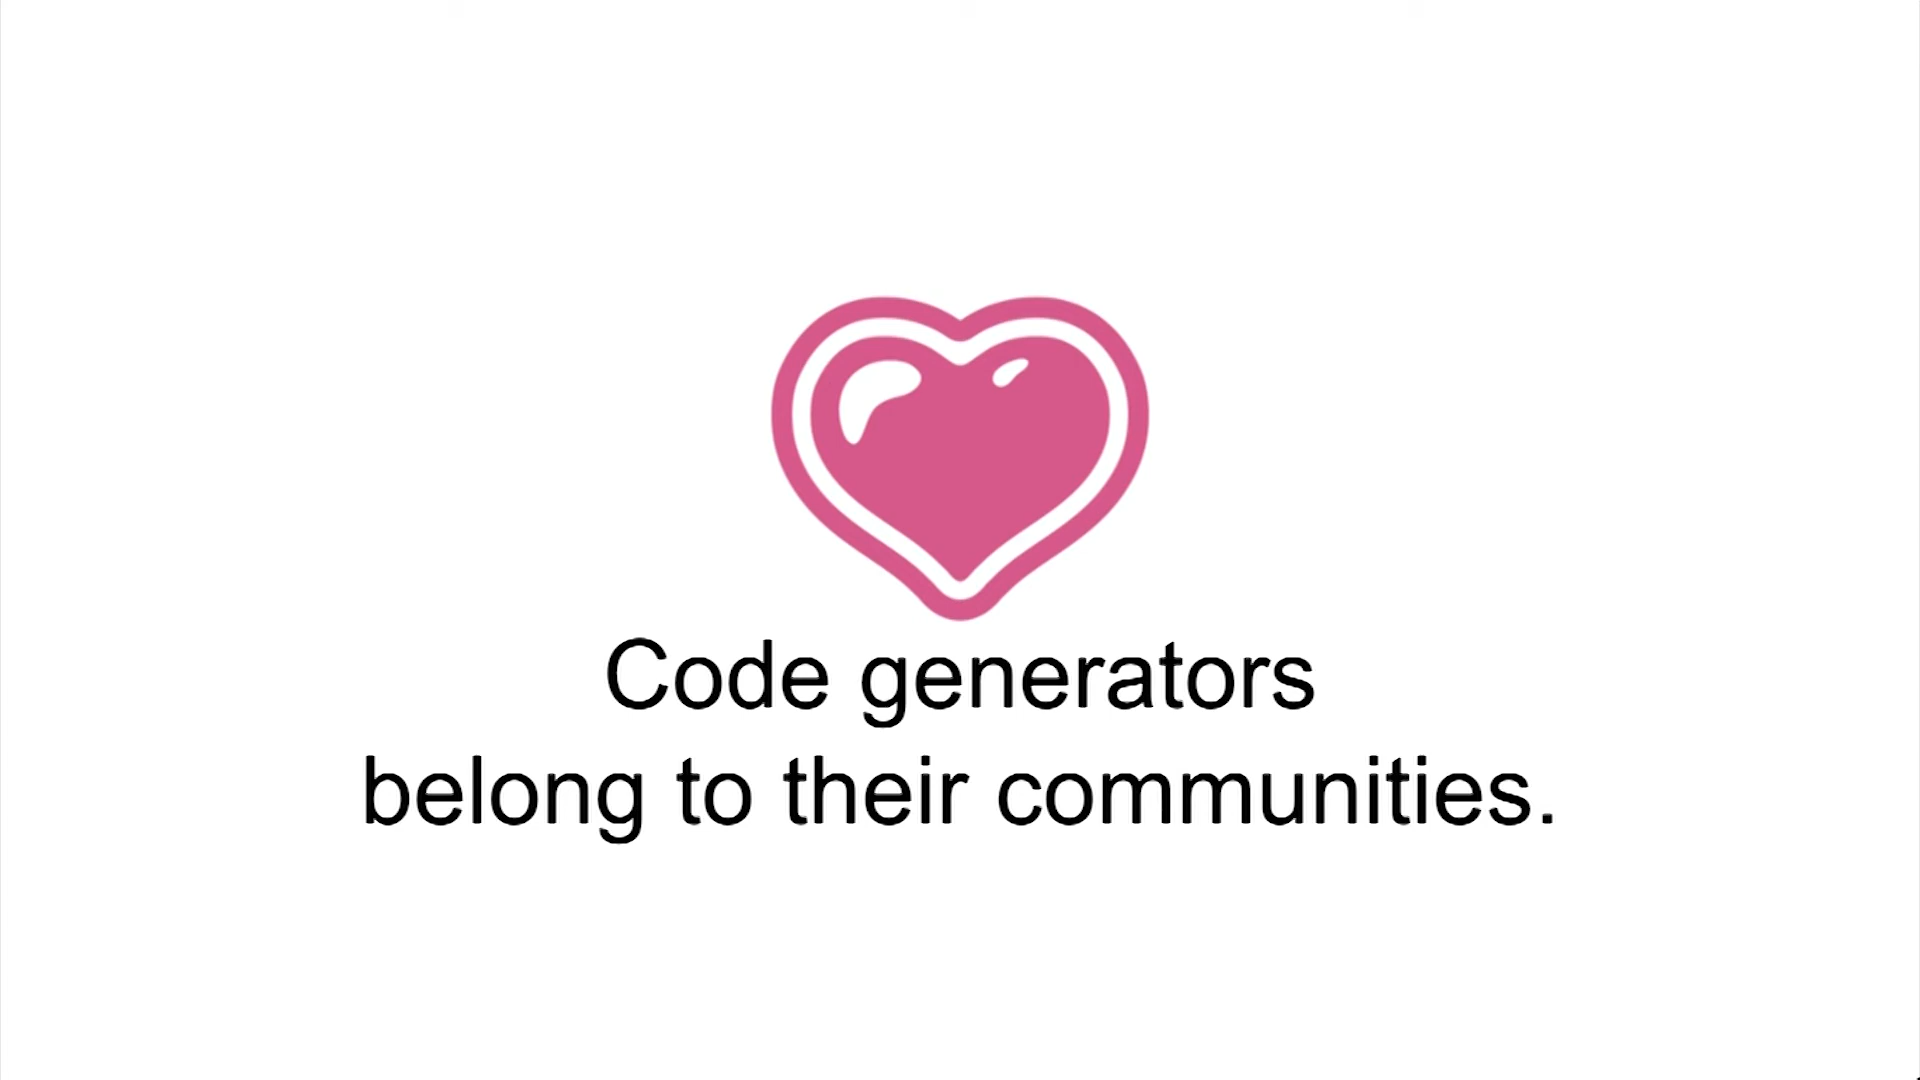 Code generators
belong to their communities.